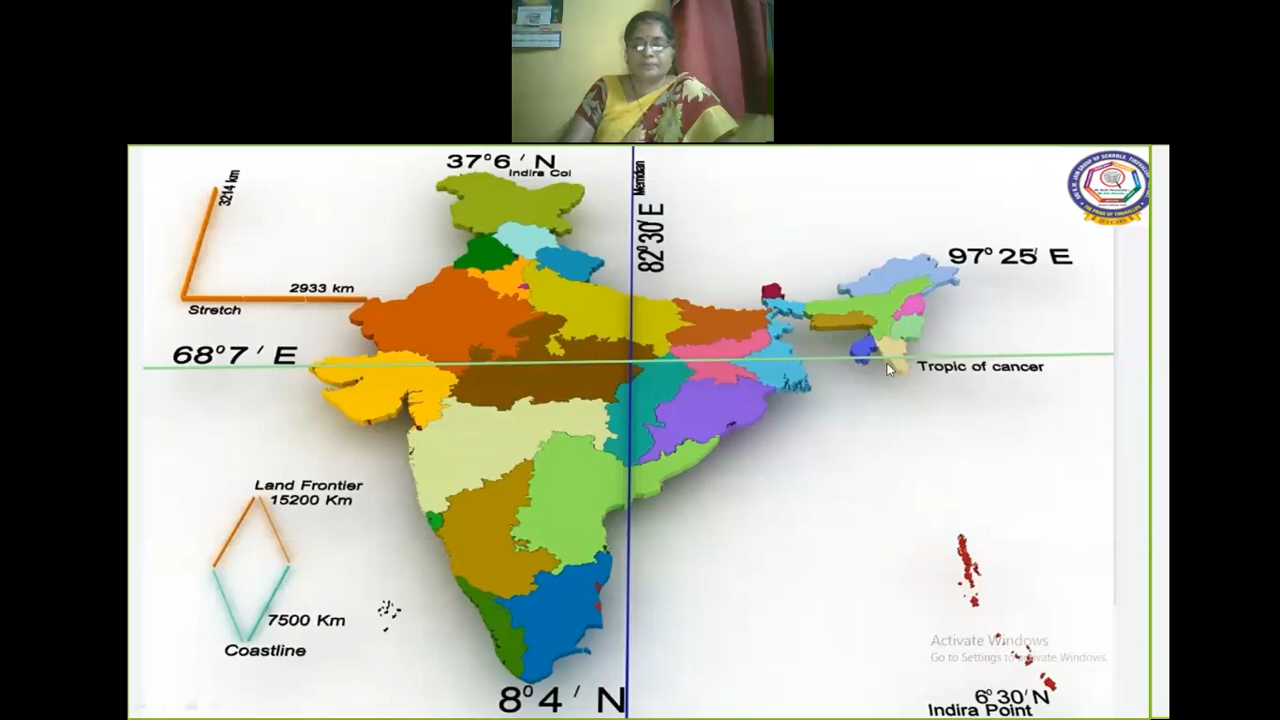 37°6 ' N
Indira Col
3214 km
Meridian
82°30' E
97° 25' E
2933 km
Stretch
68°7 ' E
Tropic of cancer
Land Frontier
15200 Km
7500 Km
Coastline
Activate Windows
Go to Settings to activate Windows.
8°4 ' N
6°30' N
Indira Point